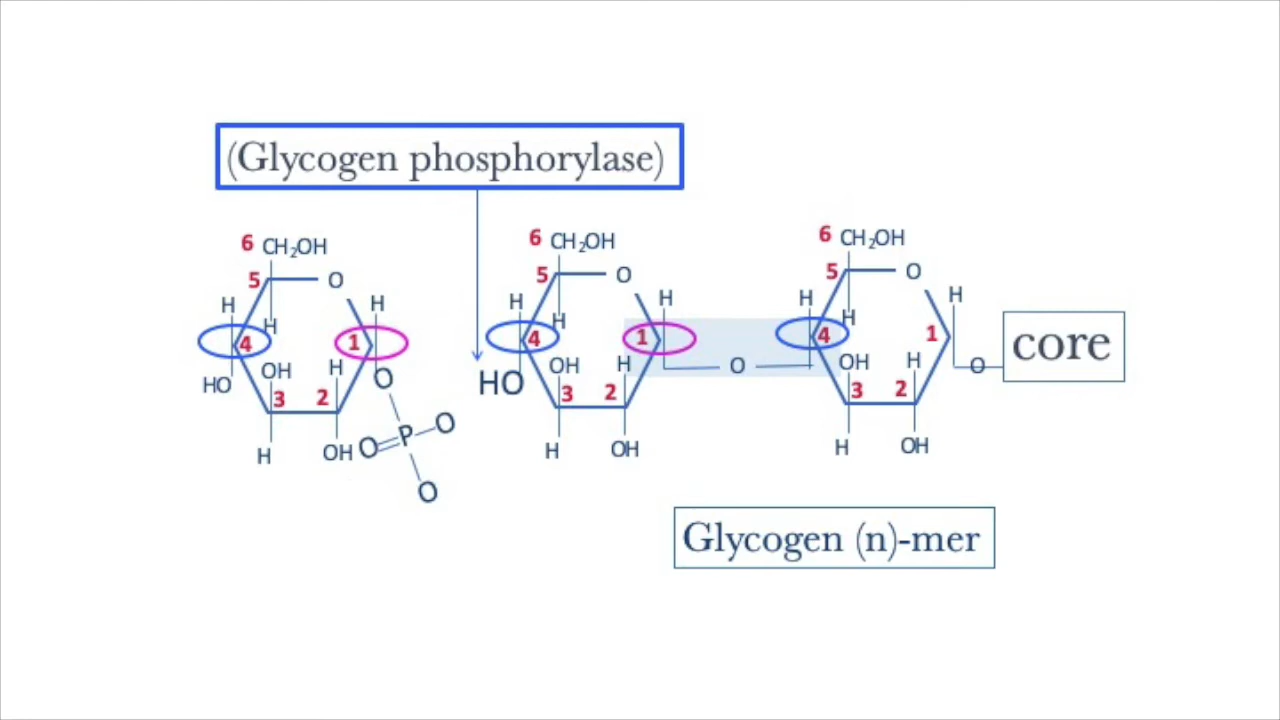 (Glycogen phosphorylase)
6 CH₂OH
5 O
H H
H
4 1
HO OH H O
3 2
H OH O P O
O
6 CH₂OH
5 O
H H
H
4 1
HO OH H
3 2
H OH
O
6 CH₂OH
5 O
H H
H
4 1
OH H
3 2
H OH
O
core
Glycogen (n)-mer